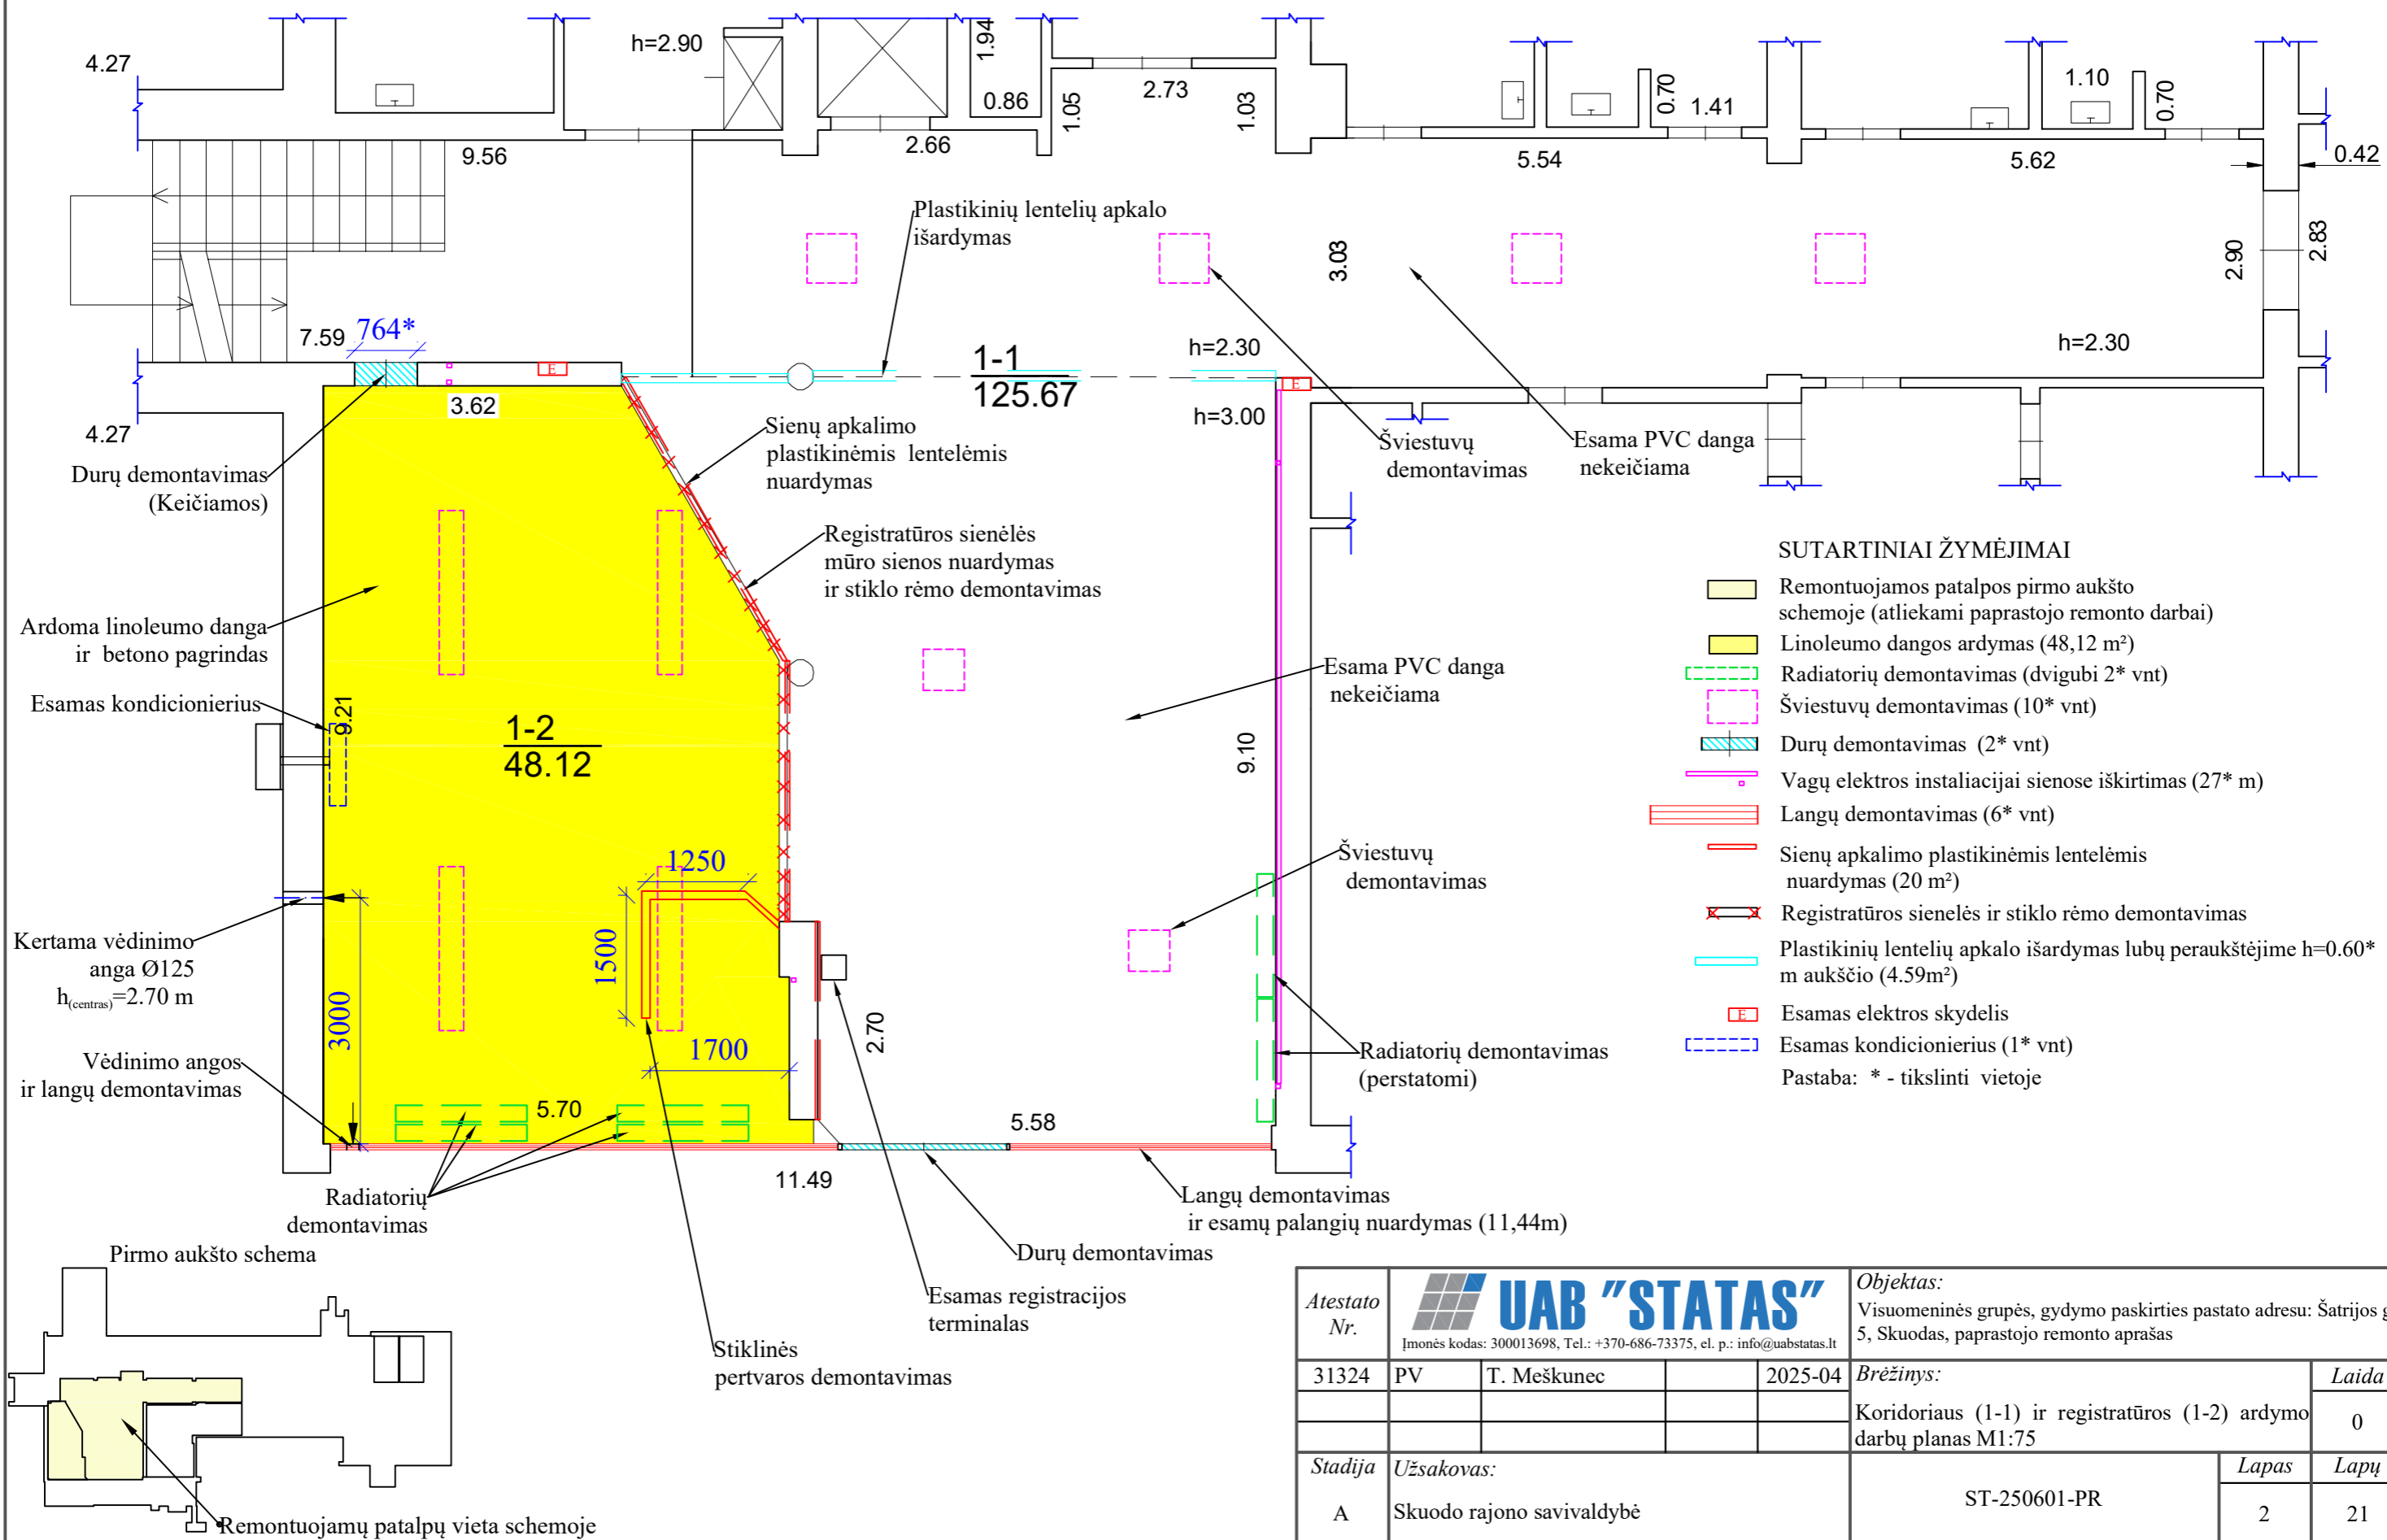 4.27
h=2.90
1.94
0.86
1.05
2.73
1.03
0.70
1.41
1.10
0.70
9.56
2.66
5.54
5.62
0.42
Plastikinių lentelių apkalo
išardymas
3.03
2.90
2.83
7.59
764*
1-1
125.67
h=2.30
h=2.30
E
E
3.62
h=3.00
4.27
Sienų apkalimo
plastikinėmis lentelėmis
nuardymas
Šviestuvų
demontavimas
Esama PVC danga
nekeičiama
Durų demontavimas
(Keičiamos)
Registratūros sienėlės
mūro sienos nuardymas
ir stiklo rėmo demontavimas
Ardoma linoleumo danga
ir betono pagrindas
Esama PVC danga
nekeičiama
Esamas kondicionierius
9.21
1-2
48.12
9.10
1250
1500
Šviestuvų
demontavimas
Kertama vėdinimo
anga Ø125
h(centras)=2.70 m
3000
1700
2.70
Vėdinimo angos
ir langų demontavimas
Radiatorių demontavimas
(perstatomi)
5.70
5.58
11.49
Radiatorių
demontavimas
Langų demontavimas
ir esamų palangių nuardymas (11,44m)
Durų demontavimas
Esamas registracijos
terminalas
Stiklinės
pertvaros demontavimas
SUTARTINIAI ŽYMĖJIMAI
Remontuojamos patalpos pirmo aukšto
schemoje (atliekami paprastojo remonto darbai)
Linoleumo dangos ardymas (48,12 m²)
Radiatorių demontavimas (dvigubi 2* vnt)
Šviestuvų demontavimas (10* vnt)
Durų demontavimas (2* vnt)
Vagų elektros instaliacijai sienose iškirtimas (27* m)
Langų demontavimas (6* vnt)
Sienų apkalimo plastikinėmis lentelėmis
nuardymas (20 m²)
Registratūros sienelės ir stiklo rėmo demontavimas
Plastikinių lentelių apkalo išardymas lubų peraukštėjime h=0.60*
m aukščio (4.59m²)
E
Esamas elektros skydelis
Esamas kondicionierius (1* vnt)
Pastaba: * - tikslinti vietoje
Pirmo aukšto schema
Remontuojamų patalpų vieta schemoje
Atestato
Nr.
UAB "STATAS"
Įmonės kodas: 300013698, Tel.: +370-686-73375, el. p.: info@uabstatas.lt
Objektas:
Visuomeninės grupės, gydymo paskirties pastato adresu: Šatrijos g
5, Skuodas, paprastojo remonto aprašas
31324 PV T. Meškunec 2025-04
Brėžinys:
Koridoriaus (1-1) ir registratūros (1-2) ardymo
darbų planas M1:75
Laida
0
Stadija
A
Užsakovas:
Skuodo rajono savivaldybė
ST-250601-PR
Lapas
2
Lapų
21